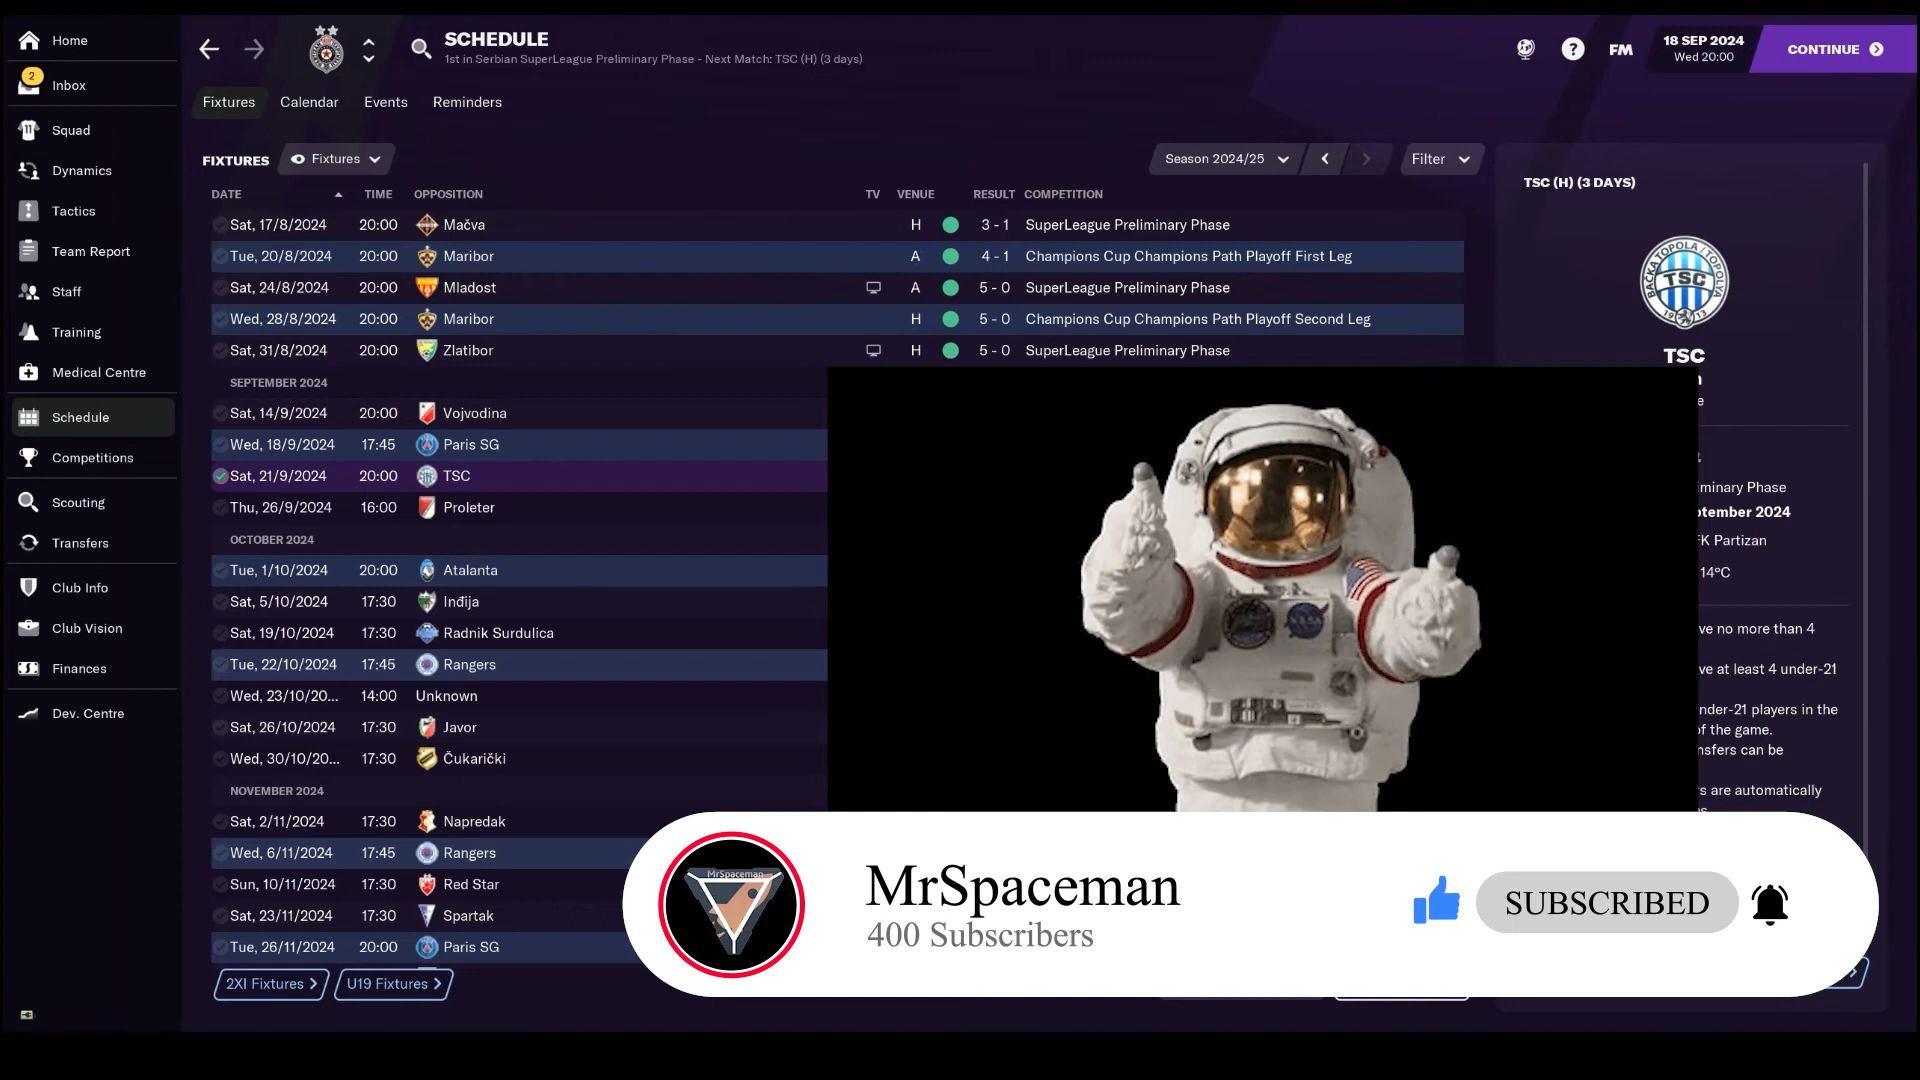 Home
2
Inbox
Squad
Dynamics
Tactics
Team Report
Staff
Training
Medical Centre
Schedule
Competitions
Scouting
Transfers
Club Info
Club Vision
Finances
Dev. Centre
SCHEDULE
1st in Serbian SuperLeague Preliminary Phase - Next Match: TSC (H) (3 days)
?
FM
18 SEP 2024
Wed 20:00
CONTINUE
Fixtures Calendar Events Reminders
FIXTURES Fixtures Season 2024/25 Filter
DATE TIME OPPOSITION TV VENUE RESULT COMPETITION
Sat, 17/8/2024 20:00 Mačva H 3 - 1 SuperLeague Preliminary Phase
Tue, 20/8/2024 20:00 Maribor A 4 - 1 Champions Cup Champions Path Playoff First Leg
Sat, 24/8/2024 20:00 Mladost A 5 - 0 SuperLeague Preliminary Phase
Wed, 28/8/2024 20:00 Maribor H 5 - 0 Champions Cup Champions Path Playoff Second Leg
Sat, 31/8/2024 20:00 Zlatibor H 5 - 0 SuperLeague Preliminary Phase
SEPTEMBER 2024
Sat, 14/9/2024 20:00 Vojvodina
Wed, 18/9/2024 17:45 Paris SG
Sat, 21/9/2024 20:00 TSC
Thu, 26/9/2024 16:00 Proleter
OCTOBER 2024
Tue, 1/10/2024 20:00 Atalanta
Sat, 5/10/2024 17:30 Inđija
Sat, 19/10/2024 17:30 Radnik Surdulica
Tue, 22/10/2024 17:45 Rangers
Wed, 23/10/20... 14:00 Unknown
Sat, 26/10/2024 17:30 Javor
Wed, 30/10/20... 17:30 Čukarički
NOVEMBER 2024
Sat, 2/11/2024 17:30 Napredak
Wed, 6/11/2024 17:45 Rangers
Sun, 10/11/2024 17:30 Red Star
Sat, 23/11/2024 17:30 Spartak
Tue, 26/11/2024 20:00 Paris SG
2XI Fixtures U19 Fixtures
TSC (H) (3 DAYS)
BAČKA TOPOLA / TOPOLYA
TSC
1913
TSC
minary Phase
ptember 2024
FK Partizan
14°C
ve no more than 4
ve at least 4 under-21
nder-21 players in the
of the game.
nsfers can be
rs are automatically
MrSpaceman
MrSpaceman
400 Subscribers
SUBSCRIBED